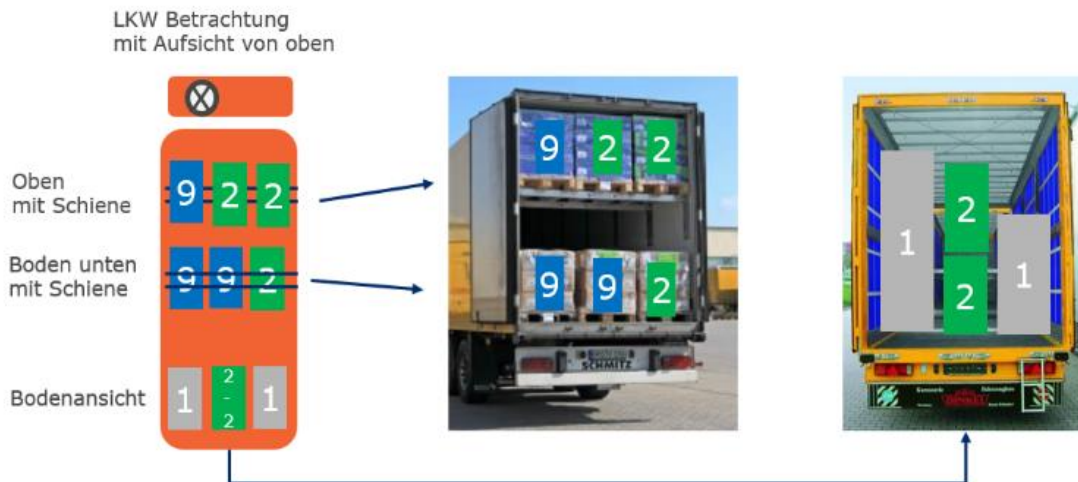 LKW Betrachtung
mit Aufsicht von oben
Oben
mit Schiene
9 2 2
Boden unten
mit Schiene
9 9 2
Bodenansicht
1 2 - 2 1
9 2 2
9 9 2
SCHMITZ
1 2 1
2